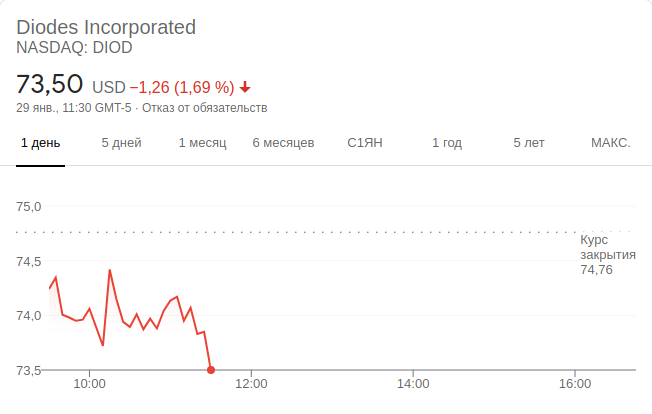 Diodes Incorporated
NASDAQ: DIOD
73,50 USD −1,26 (1,69 %)
29 янв., 11:30 GMT-5 · Отказ от обязательств
1 день 5 дней 1 месяц 6 месяцев С1ЯН 1 год 5 лет МАКС.
75,0
Курс
закрытия
74,76
74,5
74,0
73,5
10:00 12:00 14:00 16:00